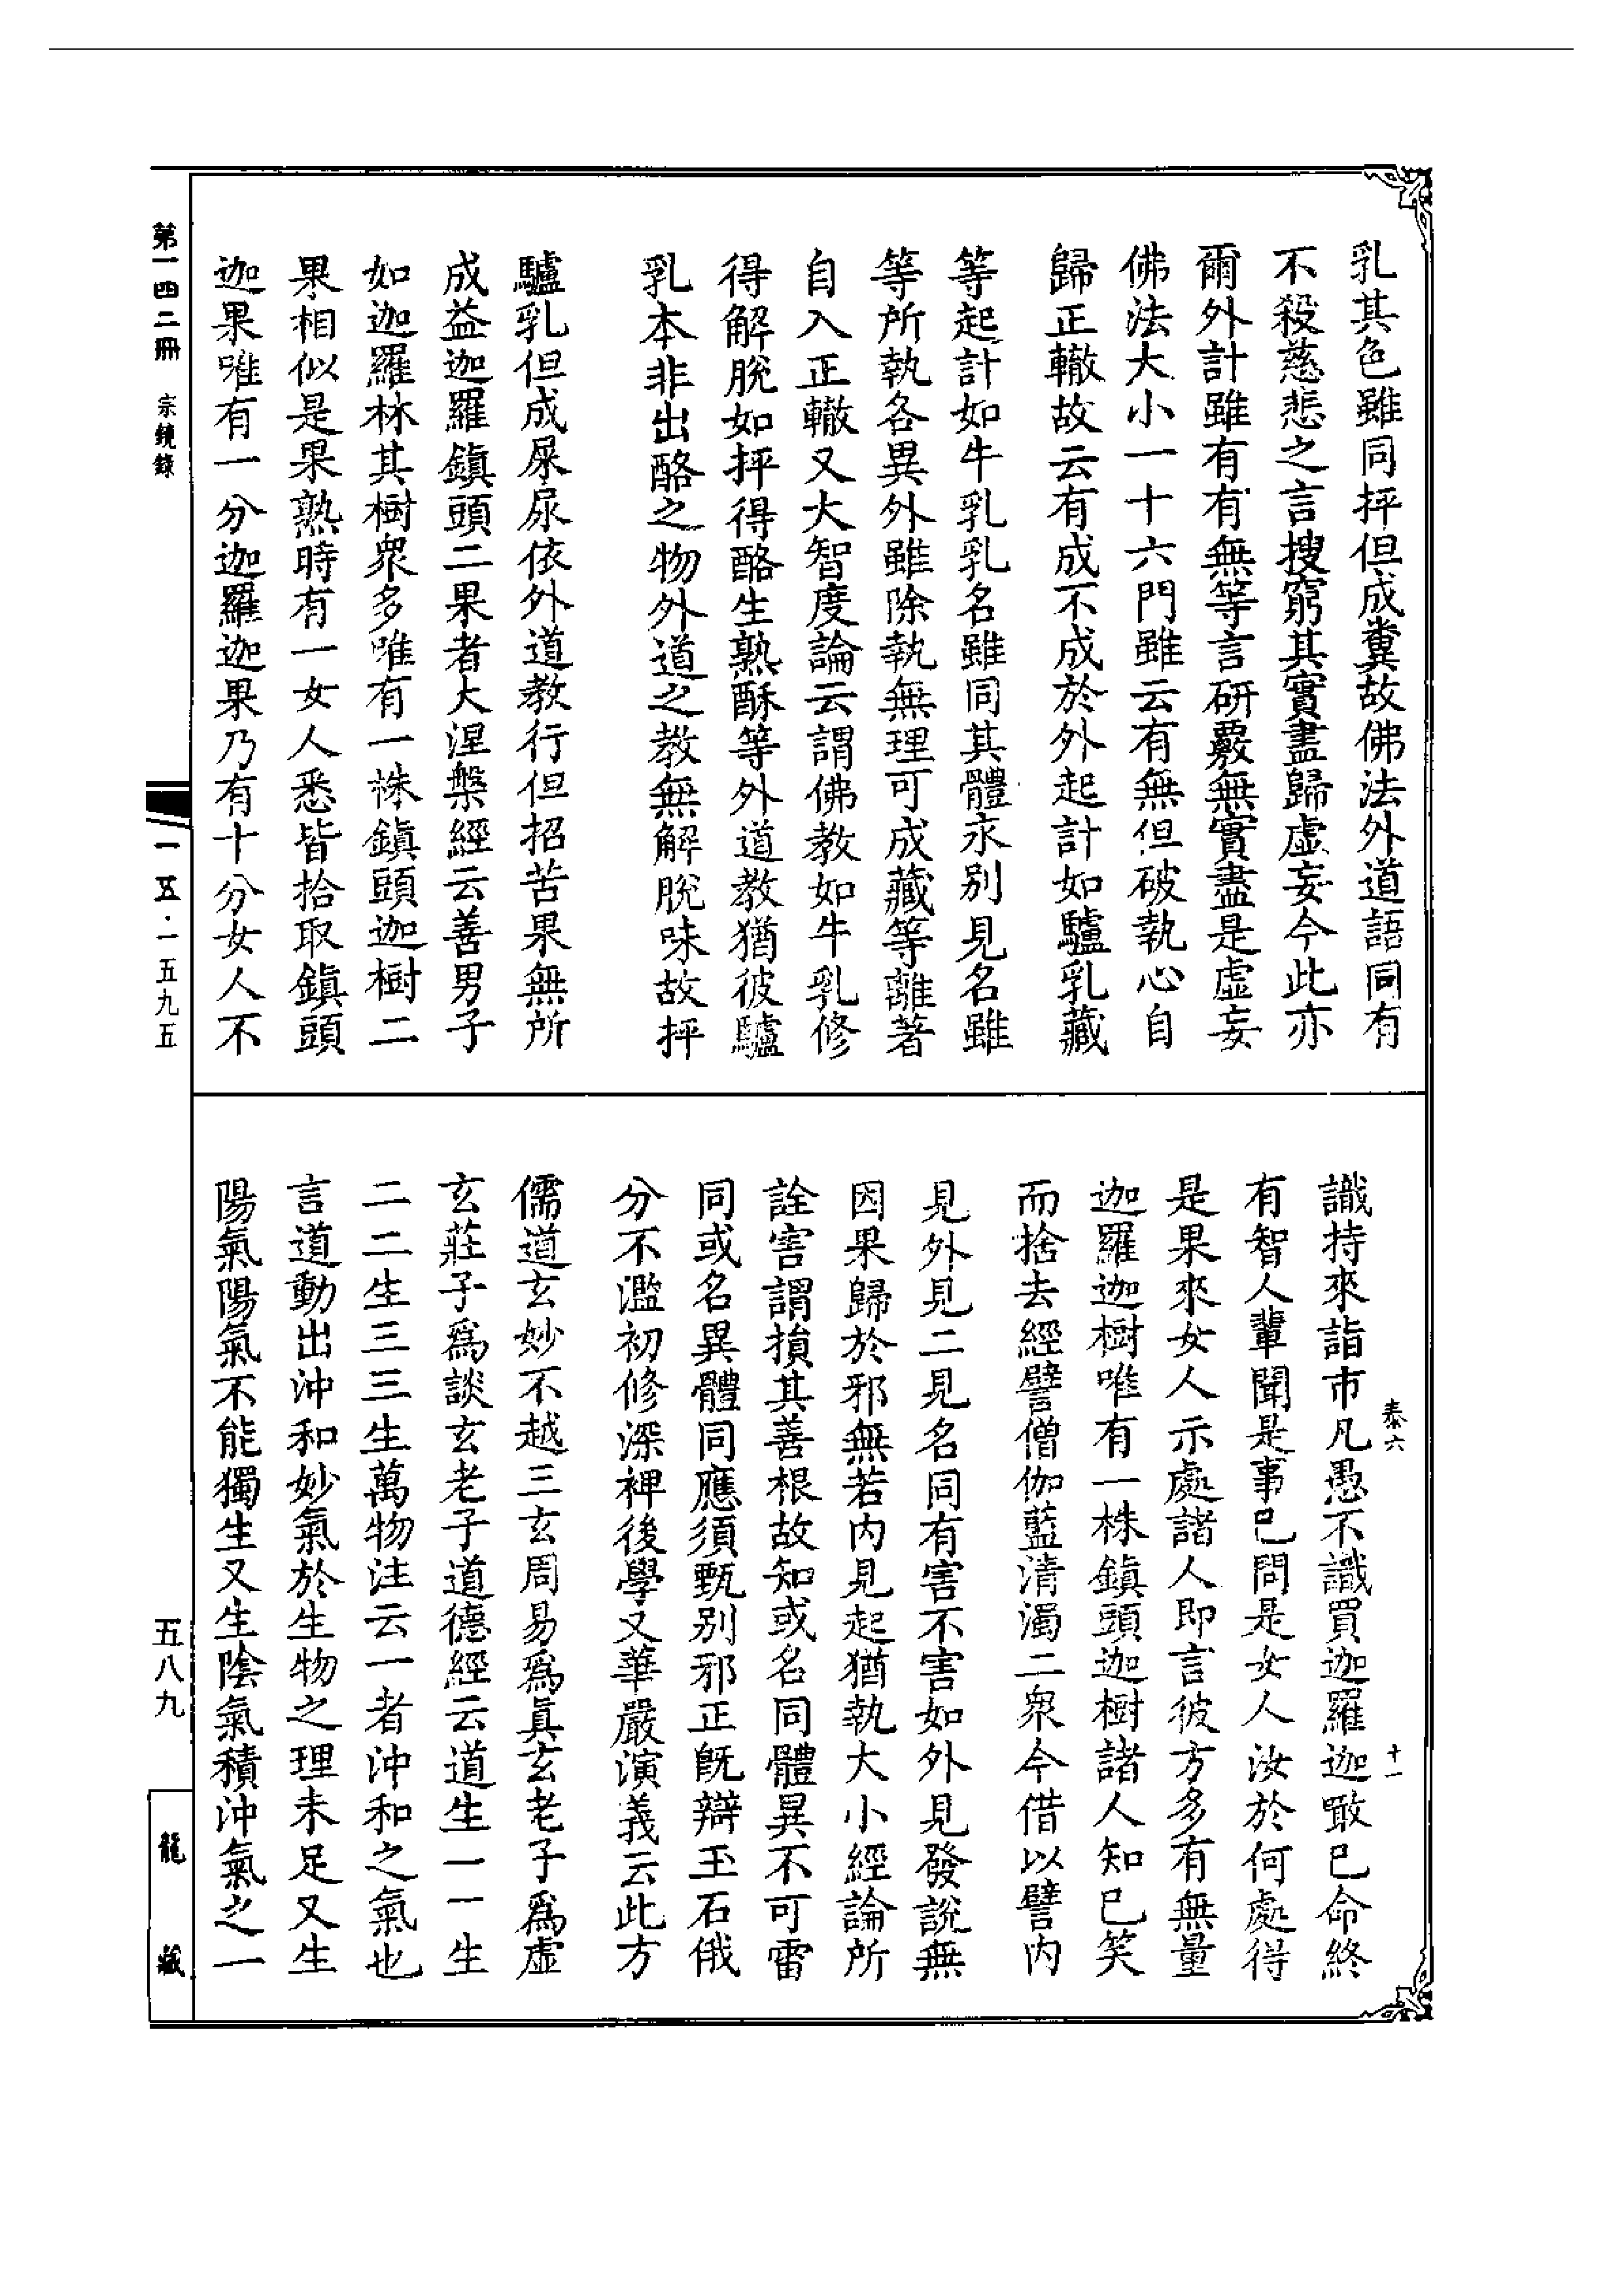 乳其色雖同抨但成糞故佛法外道語同有
不殺慈悲之言搜窮其實盡歸虛妄今此亦
爾外計雖有有無等言研覈無實盡是虛妄
佛法大小一十六門雖云有無但破執心自
歸正轍故云有成不成於外起計如驢乳藏
等起計如牛乳乳名雖同其體永別見名雖
等所執各異外雖除執無理可成藏等離著
自入正轍又大智度論云謂佛教如牛乳修
得解脫如抨得酪生熟酥等外道教猶彼驢
乳本非出酪之物外道之教無解脫味故抨
驢乳但成屎尿依外道教行但招苦果無所
成益迦羅鎮頭二果者大涅槃經云善男子
如迦羅林其樹眾多唯有一株鎮頭迦樹二
果相似是果熟時有一女人悉皆拾取鎮頭
迦果唯有一分迦羅迦果乃有十分女人不
識持來詣市凡愚不識買迦羅迦噉已命終
有智人輩聞是事已問是女人汝於何處得
是果來女人示處諸人即言彼方多有無量
迦羅迦樹唯有一株鎮頭迦樹諸人知已笑
而捨去經譬僧伽藍清濁二眾今借以譬內
見外見二見名同有害不害如外見發說無
因果歸於邪無若內見起猶執大小經論所
詮害謂損其善根故知或名同體異不可雷
同或名異體同應須甄別邪正既辯玉石俄
分不濫初修深裨後學又華嚴演義云此方
儒道玄妙不越三玄周易為真玄老子為虛
玄莊子為談玄老子道德經云道生一一生
二二生三三生萬物注云一者沖和之氣也
言道動出沖和妙氣於生物之理未足又生
陽氣陽氣不能獨生又生陰氣積沖氣之一
泰六
十一
第一四二冊 宗鏡錄
一五·一五九五
五八九
龍藏